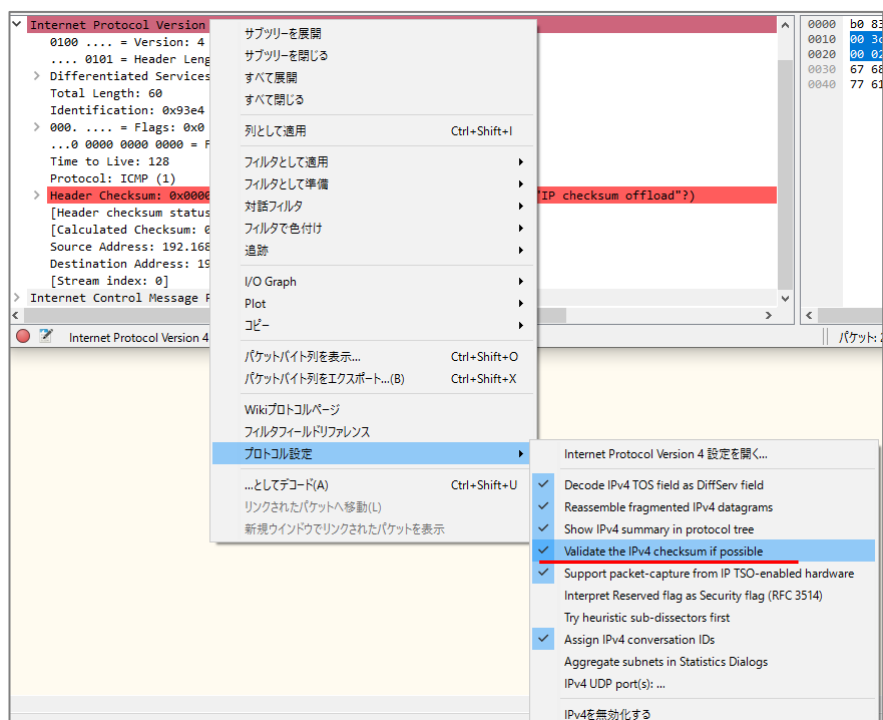 Internet Protocol Version
0100 .... = Version: 4
.... 0101 = Header Leng
Differentiated Services
Total Length: 60
Identification: 0x93e4
000. .... = Flags: 0x0
...0 0000 0000 0000 = F
Time to Live: 128
Protocol: ICMP (1)
Header Checksum: 0x0000
"IP checksum offload"?)
[Header checksum status
[Calculated Checksum: 0
Source Address: 192.168
Destination Address: 19
[Stream index: 0]
Internet Control Message P
Internet Protocol Version 4
サブツリーを展開
サブツリーを閉じる
すべて展開
すべて閉じる
列として適用 Ctrl+Shift+I
フィルタとして適用
フィルタとして準備
対話フィルタ
フィルタで色付け
追跡
I/O Graph
Plot
コピー
パケットバイト列を表示... Ctrl+Shift+O
パケットバイト列をエクスポート...(B) Ctrl+Shift+X
Wikiプロトコルページ
フィルタフィールドリファレンス
プロトコル設定
...としてデコード(A) Ctrl+Shift+U
リンクされたパケットへ移動(L)
新規ウインドウでリンクされたパケットを表示
0000 b0 83
0010 00 3c
0020 00 02
0030 67 68
0040 77 61
パケット:
Internet Protocol Version 4 設定を開く...
Decode IPv4 TOS field as DiffServ field
Reassemble fragmented IPv4 datagrams
Show IPv4 summary in protocol tree
Validate the IPv4 checksum if possible
Support packet-capture from IP TSO-enabled hardware
Interpret Reserved flag as Security flag (RFC 3514)
Try heuristic sub-dissectors first
Assign IPv4 conversation IDs
Aggregate subnets in Statistics Dialogs
IPv4 UDP port(s): ...
IPv4を無効化する